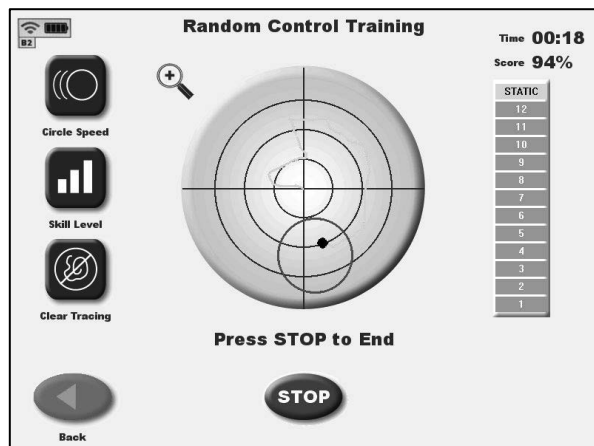 Random Control Training
B2
Time 00:18
Score 94%
Circle Speed
Skill Level
Clear Tracing
STATIC
12
11
10
9
8
7
6
5
4
3
2
1
Press STOP to End
STOP
Back